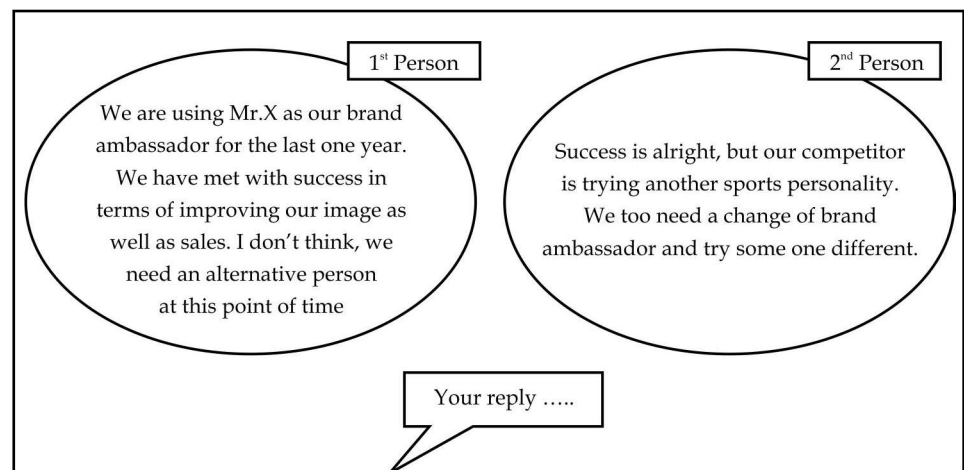 1st Person
We are using Mr.X as our brand
ambassador for the last one year.
We have met with success in
terms of improving our image as
well as sales. I don't think, we
need an alternative person
at this point of time
2nd Person
Success is alright, but our competitor
is trying another sports personality.
We too need a change of brand
ambassador and try some one different.
Your reply …..